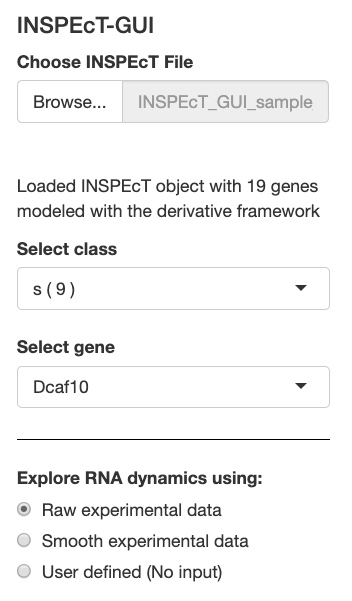 INSPEcT-GUI
Choose INSPEcT File
Browse... INSPEcT_GUI_sample
Loaded INSPEcT object with 19 genes
modeled with the derivative framework
Select class
s ( 9 )
Select gene
Dcaf10
Explore RNA dynamics using:
Raw experimental data
Smooth experimental data
User defined (No input)